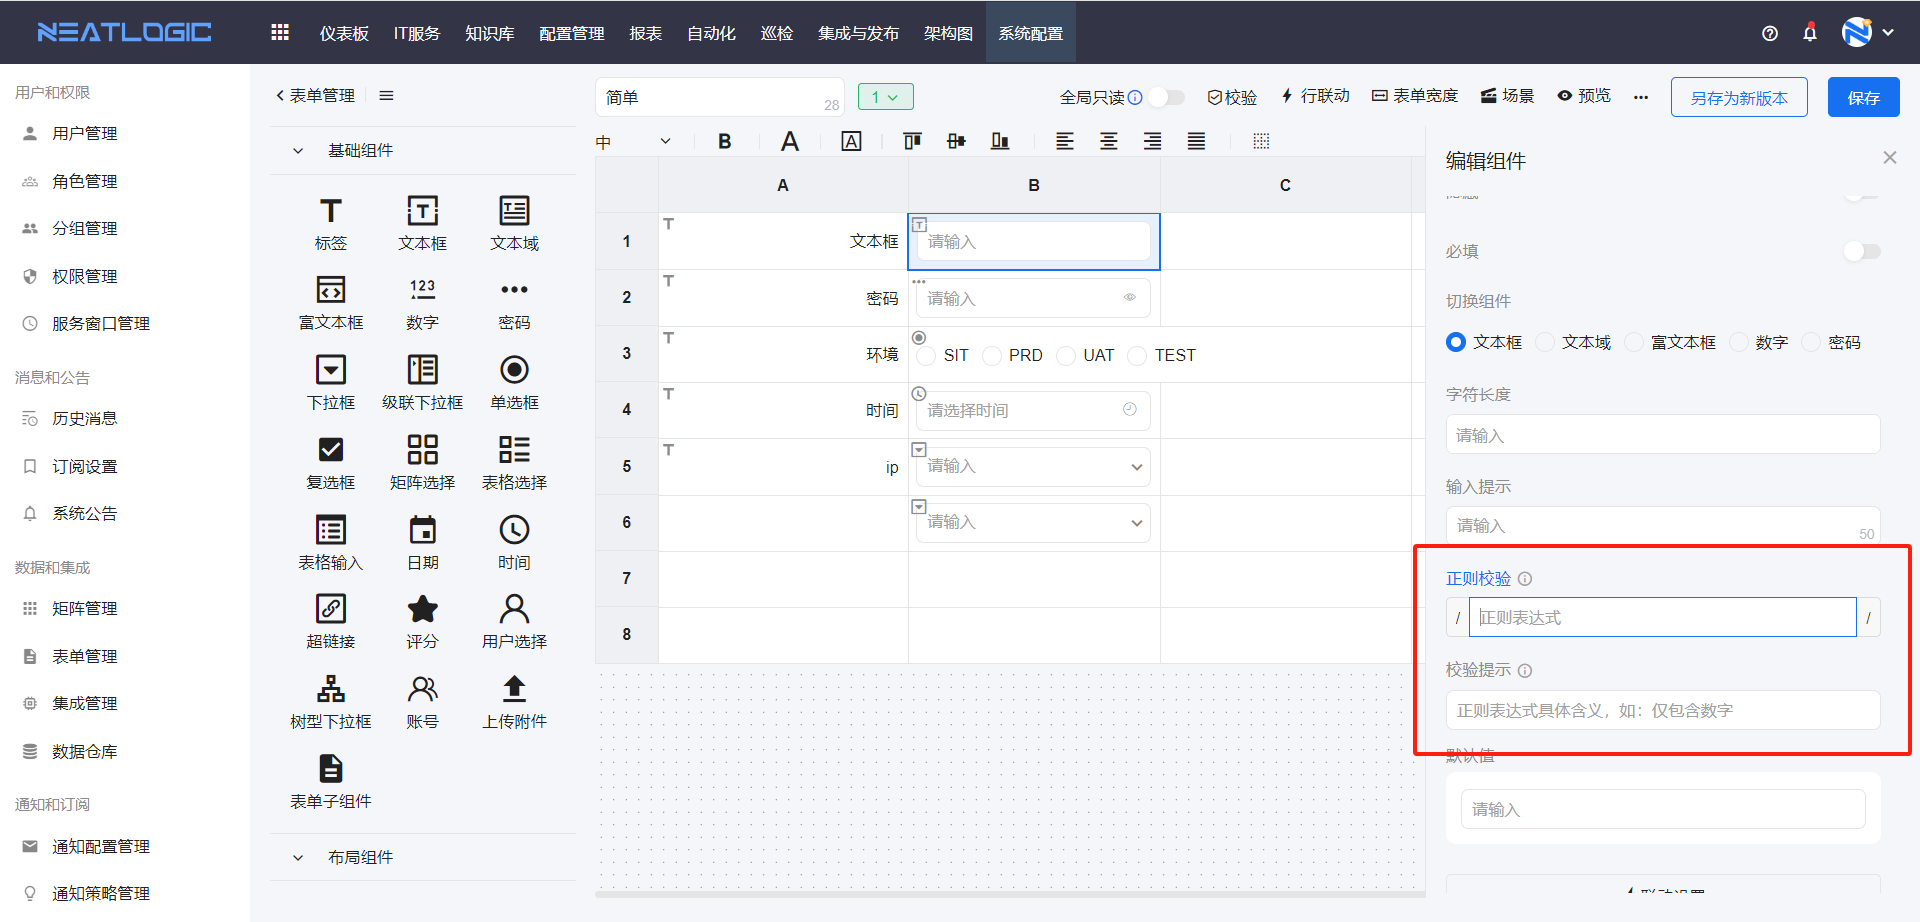 NEATLOGIC
仪表板 IT服务 知识库 配置管理 报表 自动化 巡检 集成与发布 架构图 系统配置
用户和权限
用户管理
角色管理
分组管理
权限管理
服务窗口管理
消息和公告
历史消息
订阅设置
系统公告
数据和集成
矩阵管理
表单管理
集成管理
数据仓库
通知和订阅
通知配置管理
通知策略管理
表单管理
基础组件
标签 文本框 文本域
富文本框 数字 密码
下拉框 级联下拉框 单选框
复选框 矩阵选择 表格选择
表格输入 日期 时间
超链接 评分 用户选择
树型下拉框 账号 上传附件
表单子组件
布局组件
简单 28 1 全局只读 校验 行联动 表单宽度 场景 预览 ... 另存为新版本 保存
中 B A A
A B C
1 文本框 请输入
2 密码 请输入
3 环境 SIT PRD UAT TEST
4 时间 请选择时间
5 ip 请输入
6 请输入
7
8
编辑组件
必填
切换组件
文本框 文本域 富文本框 数字 密码
字符长度
请输入
输入提示
请输入 50
正则校验
/ 正则表达式 /
校验提示
正则表达式具体含义，如：仅包含数字
默认值
请输入